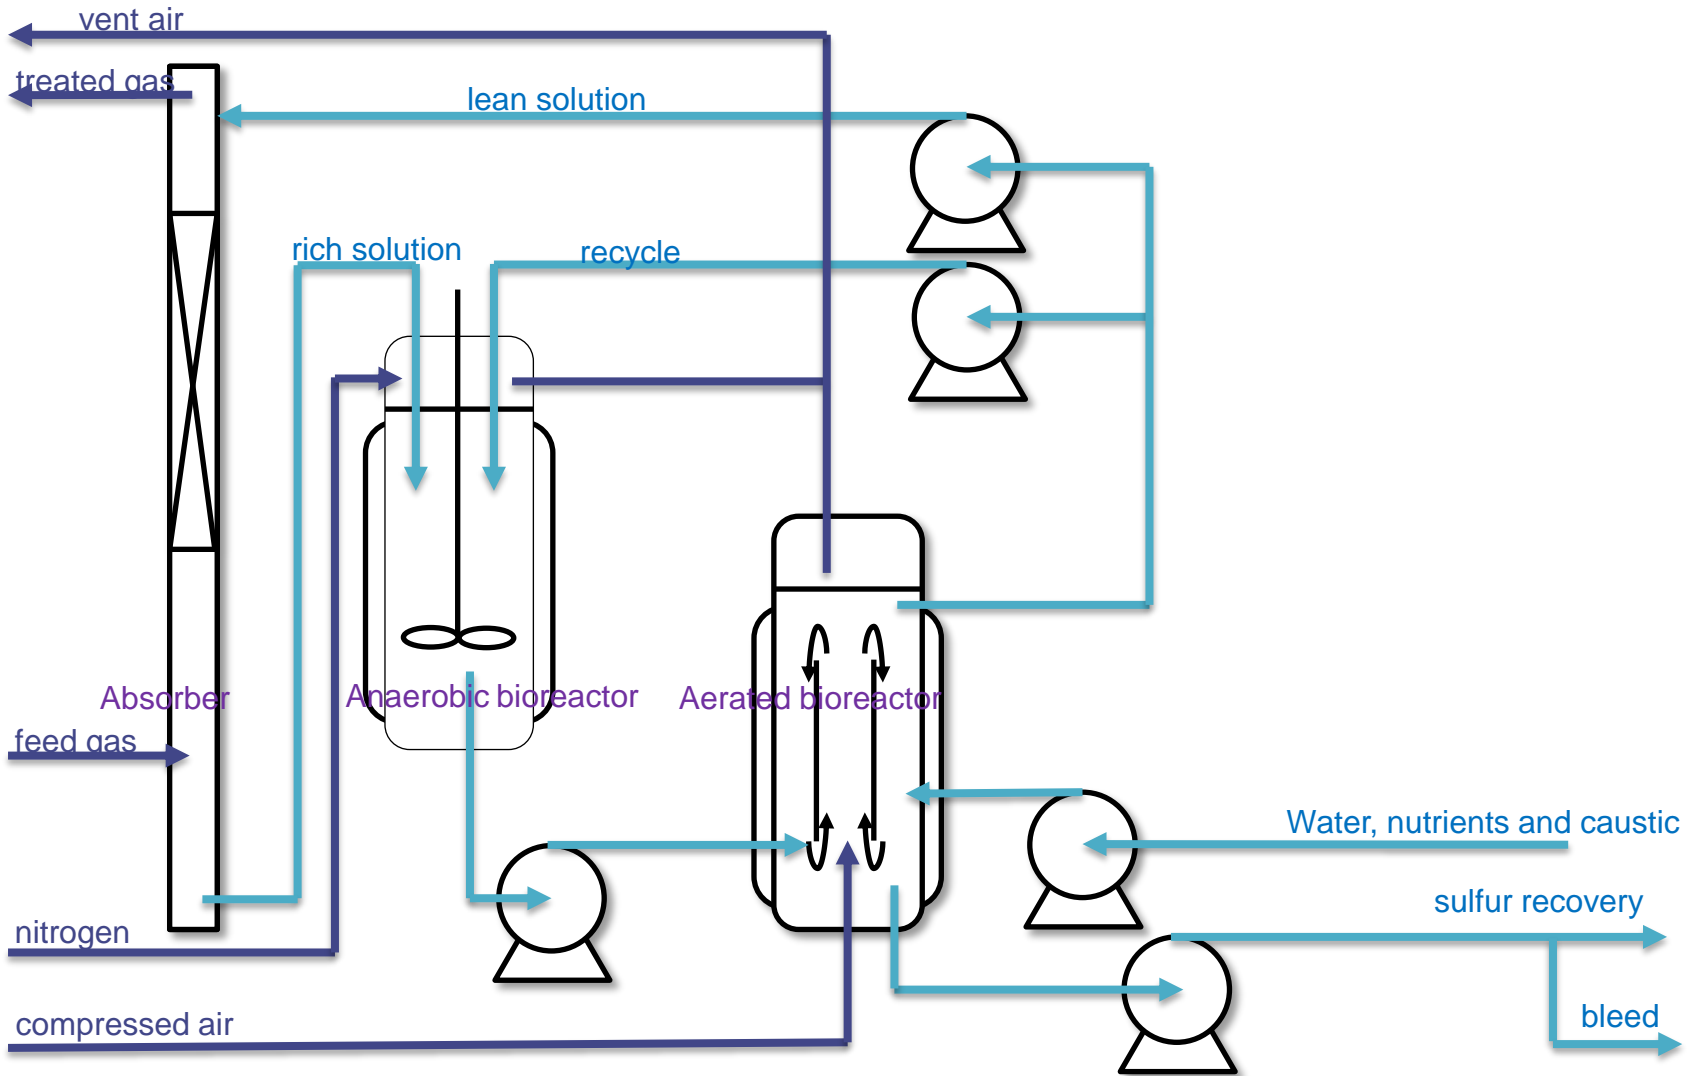 vent air
treated gas
lean solution
rich solution
recycle
Absorber
Anaerobic bioreactor
Aerated bioreactor
feed gas
Water, nutrients and caustic
sulfur recovery
nitrogen
compressed air
bleed